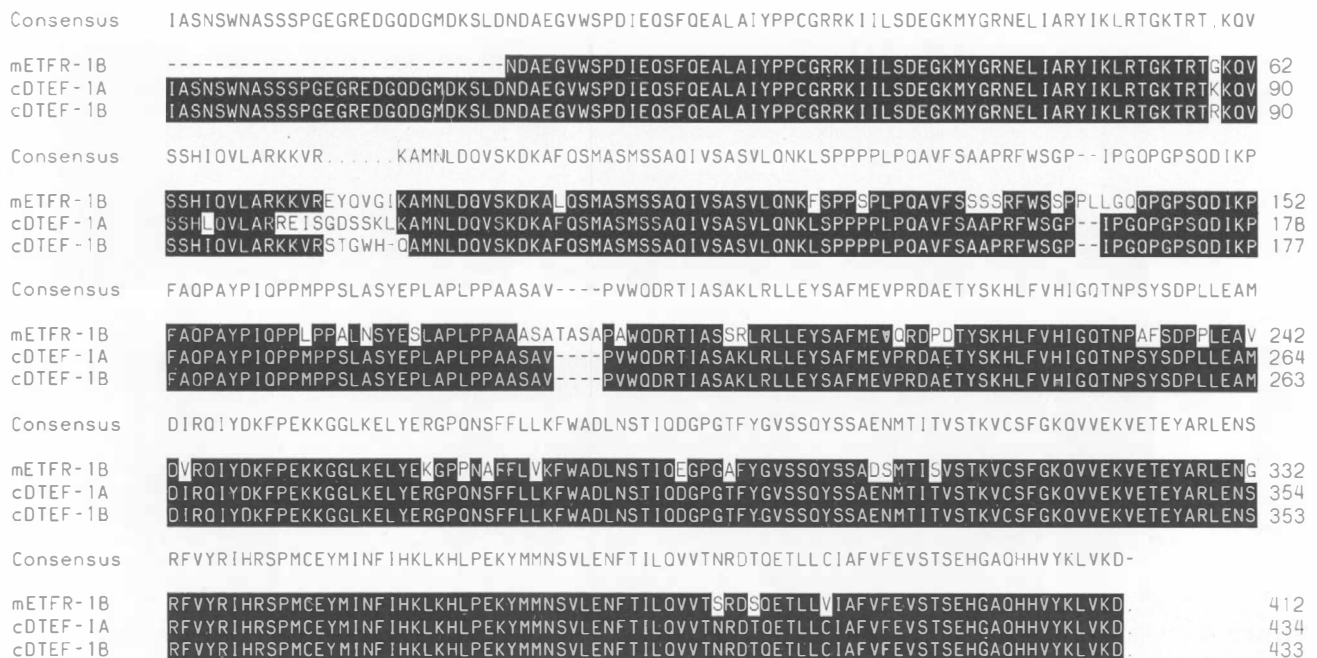 Consensus IASNSWNASSSPGEGREDGQDGMDKSLDNDAEGVWSPDIEQSFQEALAIYPPCGRRKIILSDEGKMYGRNELIARYIKLRTGKTRT.KQV
mETFR-1B ----------------------------NDAEGVWSPDIEQSFQEALAIYPPCGRRKIILSDEGKMYGRNELIARYIKLRTGKTRTGKQV 62
cDTEF-1A IASNSWNASSSPGEGREDGQDGMDKSLDNDAEGVWSPDIEQSFQEALAIYPPCGRRKIILSDEGKMYGRNELIARYIKLRTGKTRTKKQV 90
cDTEF-1B IASNSWNASSSPGEGREDGQDGMDKSLDNDAEGVWSPDIEQSFQEALAIYPPCGRRKIILSDEGKMYGRNELIARYIKLRTGKTRTRKQV 90
Consensus SSHIQVLARKKVR......KAMNLDQVSKDKAFQSMASMSSAQIVSASVLQNKLSPPPPLPQAVFSAAPRFWSGP--IPGQPGPSQDIKP
mETFR-1B SSHIQVLARKKVREYQVGIKAMNLDQVSKDKALQSMASMSSAQIVSASVLQNKFSPPSPLPQAVFSSSSRFWSSPPLLGQQPGPSQDIKP 152
cDTEF-1A SSHLQVLARREISGDSSKLKAMNLDQVSKDKAFQSMASMSSAQIVSASVLQNKLSPPPPLPQAVFSAAPRFWSGP--IPGQPGPSQDIKP 178
cDTEF-1B SSHIQVLARKKVRSTGWH-QAMNLDQVSKDKAFQSMASMSSAQIVSASVLQNKLSPPPPLPQAVFSAAPRFWSGP--IPGQPGPSQDIKP 177
Consensus FAQPAYPIQPPMPPSLASYEPLAPLPPAASAV----PVWQDRTIASAKLRLLEYSAFMEVPRDAETYSKHLFVHIGQTNPSYSDPLLEAM
mETFR-1B FAQPAYPIQPPLPPALNSYESLAPLPPAAASATASAPAWQDRTIASSRLRLLEYSAFMEVQRDPDTYSKHLFVHIGQTNPAFSDPPLEAV 242
cDTEF-1A FAQPAYPIQPPMPPSLASYEPLAPLPPAASAV----PVWQDRTIASAKLRLLEYSAFMEVPRDAETYSKHLFVHIGQTNPSYSDPLLEAM 264
cDTEF-1B FAQPAYPIQPPMPPSLASYEPLAPLPPAASAV----PVWQDRTIASAKLRLLEYSAFMEVPRDAETYSKHLFVHIGQTNPSYSDPLLEAM 263
Consensus DIRQIYDKFPEKKGGLKELYERGPQNSFFLLKFWADLNSTIQDGPGTFYGVSSQYSSAENMTITVSTKVCSFGKQVVEKVETEYARLENS
mETFR-1B DVRQIYDKFPEKKGGLKELYEKGPPNAFFLVKFWADLNSTIQEGPGAFYGVSSQYSSADSMTISVSTKVCSFGKQVVEKVETEYARLENG 332
cDTEF-1A DIRQIYDKFPEKKGGLKELYERGPQNSFFLLKFWADLNSTIQDGPGTFYGVSSQYSSAENMTITVSTKVCSFGKQVVEKVETEYARLENS 354
cDTEF-1B DIRQIYDKFPEKKGGLKELYERGPQNSFFLLKFWADLNSTIQDGPGTFYGVSSQYSSAENMTITVSTKVCSFGKQVVEKVETEYARLENS 353
Consensus RFVYRIHRSPMCEYMINFIHKLKHLPEKYMMNSVLENFTILQVVTNRDTQETLLCIAFVFEVSTSEHGAQHHVYKLVKD-
mETFR-1B RFVYRIHRSPMCEYMINFIHKLKHLPEKYMMNSVLENFTILQVVTSRDSQETLLVIAFVFEVSTSEHGAQHHVYKLVKD. 412
cDTEF-1A RFVYRIHRSPMCEYMINFIHKLKHLPEKYMMNSVLENFTILQVVTNRDTQETLLCIAFVFEVSTSEHGAQHHVYKLVKD. 434
cDTEF-1B RFVYRIHRSPMCEYMINFIHKLKHLPEKYMMNSVLENFTILQVVTNRDTQETLLCIAFVFEVSTSEHGAQHHVYKLVKD. 433